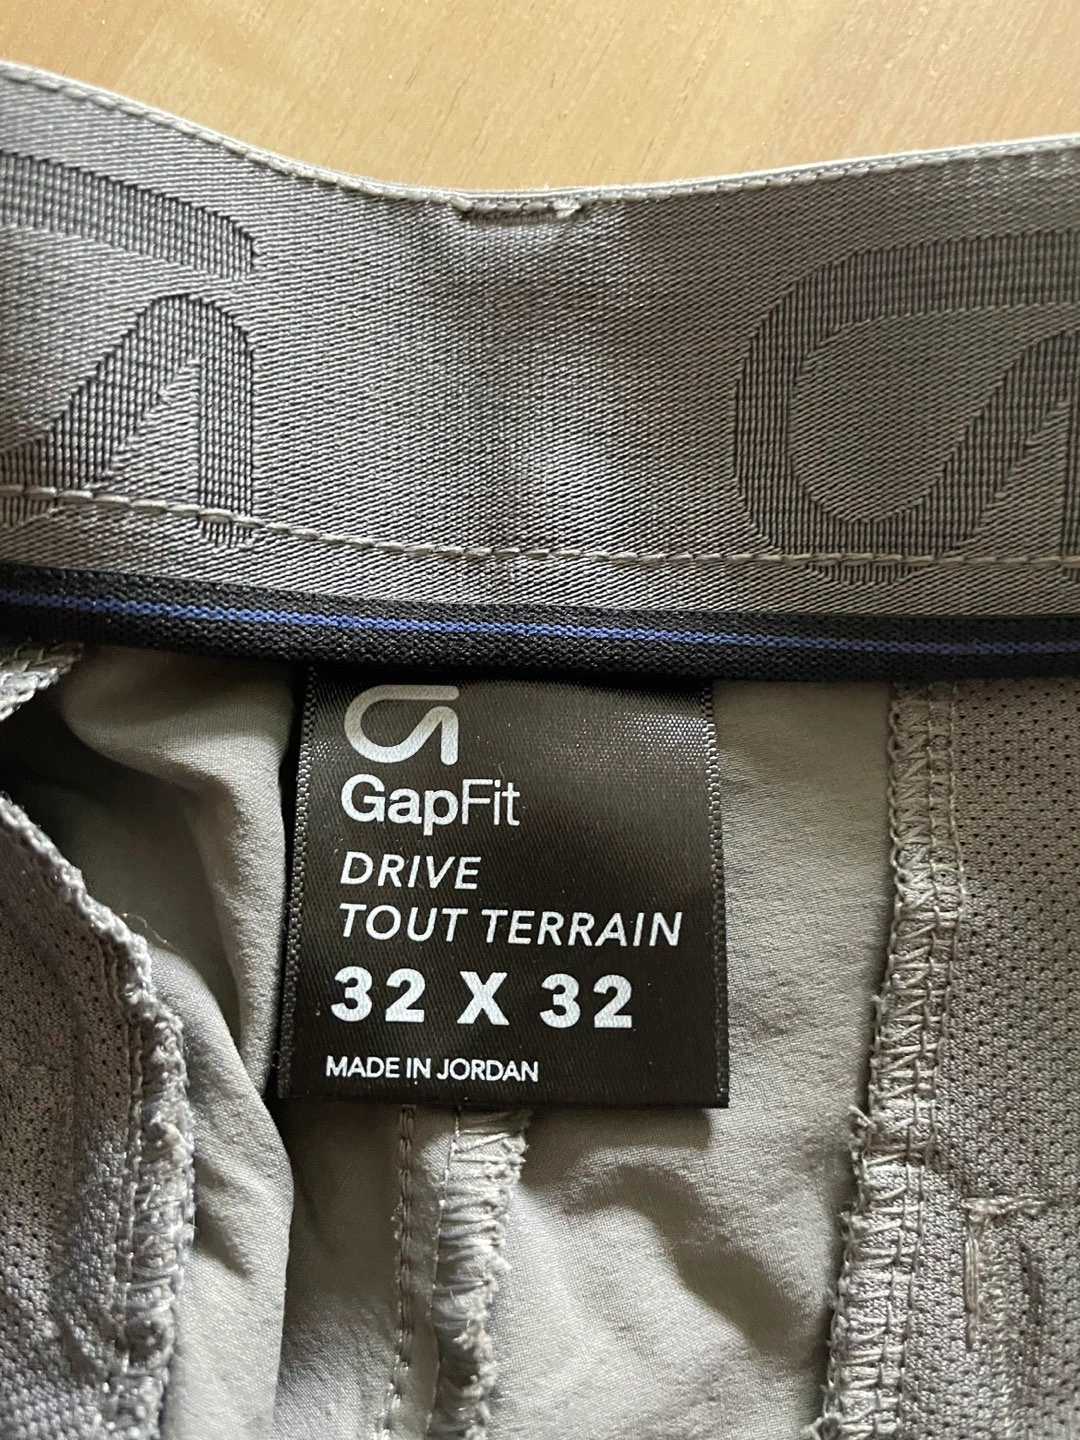 GapFit
DRIVE
TOUT TERRAIN
32 X 32
MADE IN JORDAN